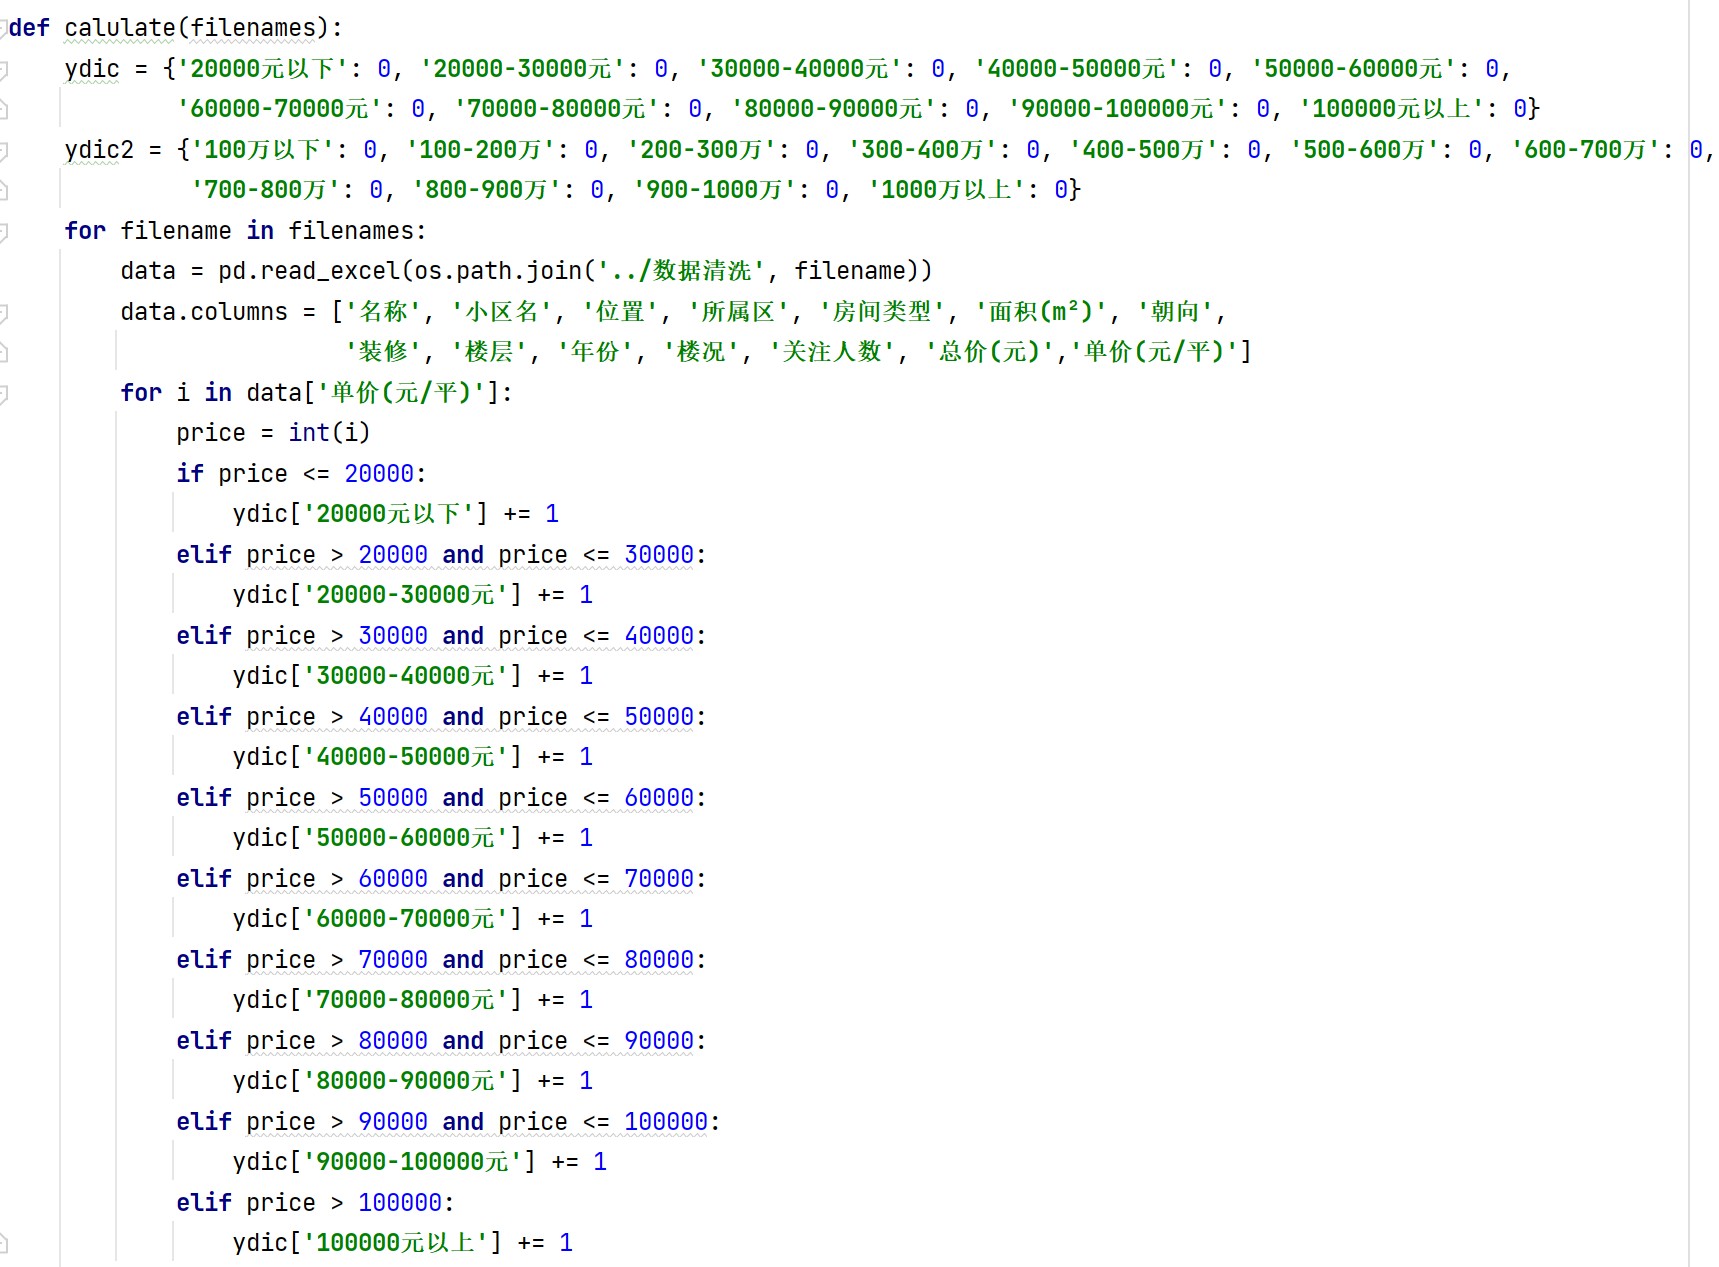 def calulate(filenames):
    ydic = {'20000元以下': 0, '20000-30000元': 0, '30000-40000元': 0, '40000-50000元': 0, '50000-60000元': 0,
            '60000-70000元': 0, '70000-80000元': 0, '80000-90000元': 0, '90000-100000元': 0, '100000元以上': 0}
    ydic2 = {'100万以下': 0, '100-200万': 0, '200-300万': 0, '300-400万': 0, '400-500万': 0, '500-600万': 0, '600-700万': 0,
             '700-800万': 0, '800-900万': 0, '900-1000万': 0, '1000万以上': 0}
    for filename in filenames:
        data = pd.read_excel(os.path.join('../数据清洗', filename))
        data.columns = ['名称', '小区名', '位置', '所属区', '房间类型', '面积(m²)', '朝向',
                        '装修', '楼层', '年份', '楼况', '关注人数', '总价(元)','单价(元/平)']
        for i in data['单价(元/平)']:
            price = int(i)
            if price <= 20000:
                ydic['20000元以下'] += 1
            elif price > 20000 and price <= 30000:
                ydic['20000-30000元'] += 1
            elif price > 30000 and price <= 40000:
                ydic['30000-40000元'] += 1
            elif price > 40000 and price <= 50000:
                ydic['40000-50000元'] += 1
            elif price > 50000 and price <= 60000:
                ydic['50000-60000元'] += 1
            elif price > 60000 and price <= 70000:
                ydic['60000-70000元'] += 1
            elif price > 70000 and price <= 80000:
                ydic['70000-80000元'] += 1
            elif price > 80000 and price <= 90000:
                ydic['80000-90000元'] += 1
            elif price > 90000 and price <= 100000:
                ydic['90000-100000元'] += 1
            elif price > 100000:
                ydic['100000元以上'] += 1